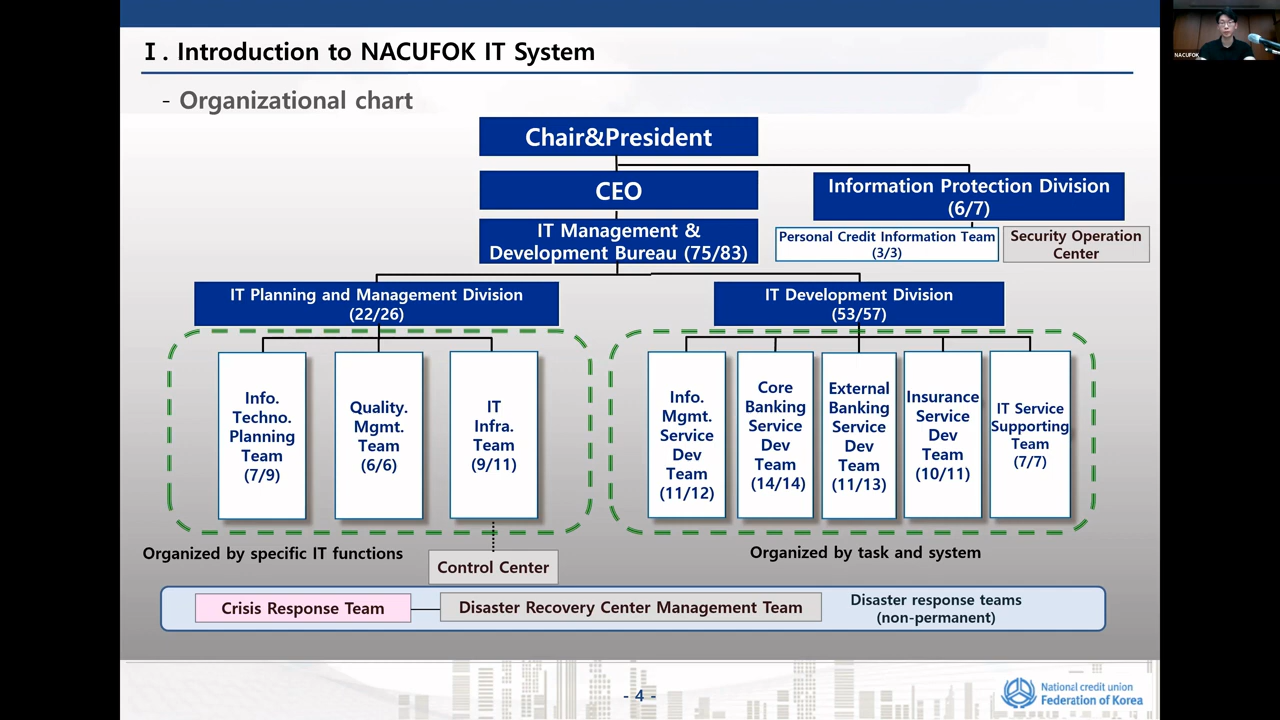 I. Introduction to NACUFOK IT System
- Organizational chart
Chair&President
CEO
IT Management &
Development Bureau (75/83)
Information Protection Division
(6/7)
Personal Credit Information Team
(3/3)
Security Operation
Center
IT Planning and Management Division
(22/26)
IT Development Division
(53/57)
Info.
Techno.
Planning
Team
(7/9)
Quality.
Mgmt.
Team
(6/6)
IT
Infra.
Team
(9/11)
Info.
Mgmt.
Service
Dev
Team
(11/12)
Core
Banking
Service
Dev
Team
(14/14)
External
Banking
Service
Dev
Team
(11/13)
Insurance
Service
Dev
Team
(10/11)
IT Service
Supporting
Team
(7/7)
Organized by specific IT functions
Control Center
Organized by task and system
Crisis Response Team
Disaster Recovery Center Management Team
Disaster response teams
(non-permanent)
- 4 -
National credit union
Federation of Korea
NACUFOK